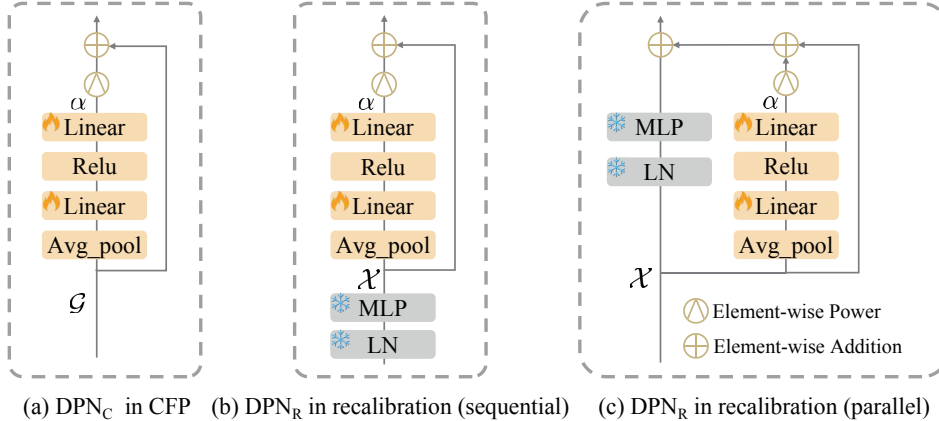 α
Linear
Relu
Linear
Avg_pool
G
(a) DPN_C in CFP
α
Linear
Relu
Linear
Avg_pool
X
MLP
LN
(b) DPN_R in recalibration (sequential)
MLP
LN
α
Linear
Relu
Linear
Avg_pool
X
Element-wise Power
Element-wise Addition
(c) DPN_R in recalibration (parallel)